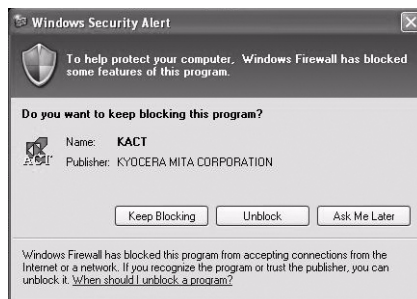 Windows Security Alert
To help protect your computer, Windows Firewall has blocked
some features of this program.
Do you want to keep blocking this program?
Name: KACT
Publisher: KYOCERA MITA CORPORATION
Keep Blocking Unblock Ask Me Later
Windows Firewall has blocked this program from accepting connections from the
Internet or a network. If you recognize the program or trust the publisher, you can
unblock it. When should I unblock a program?